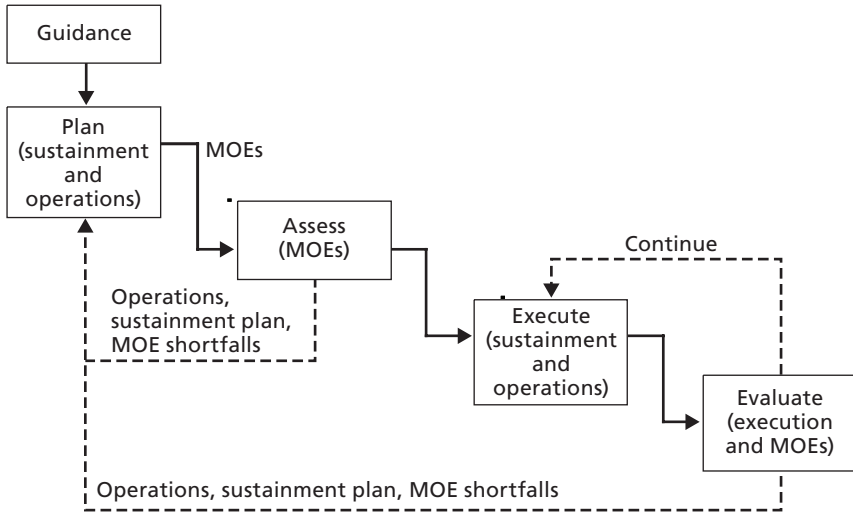 Guidance
Plan
(sustainment
and
operations)
MOEs
Assess
(MOEs)
Continue
Operations,
sustainment plan,
MOE shortfalls
Execute
(sustainment
and
operations)
Evaluate
(execution
and MOEs)
Operations, sustainment plan, MOE shortfalls